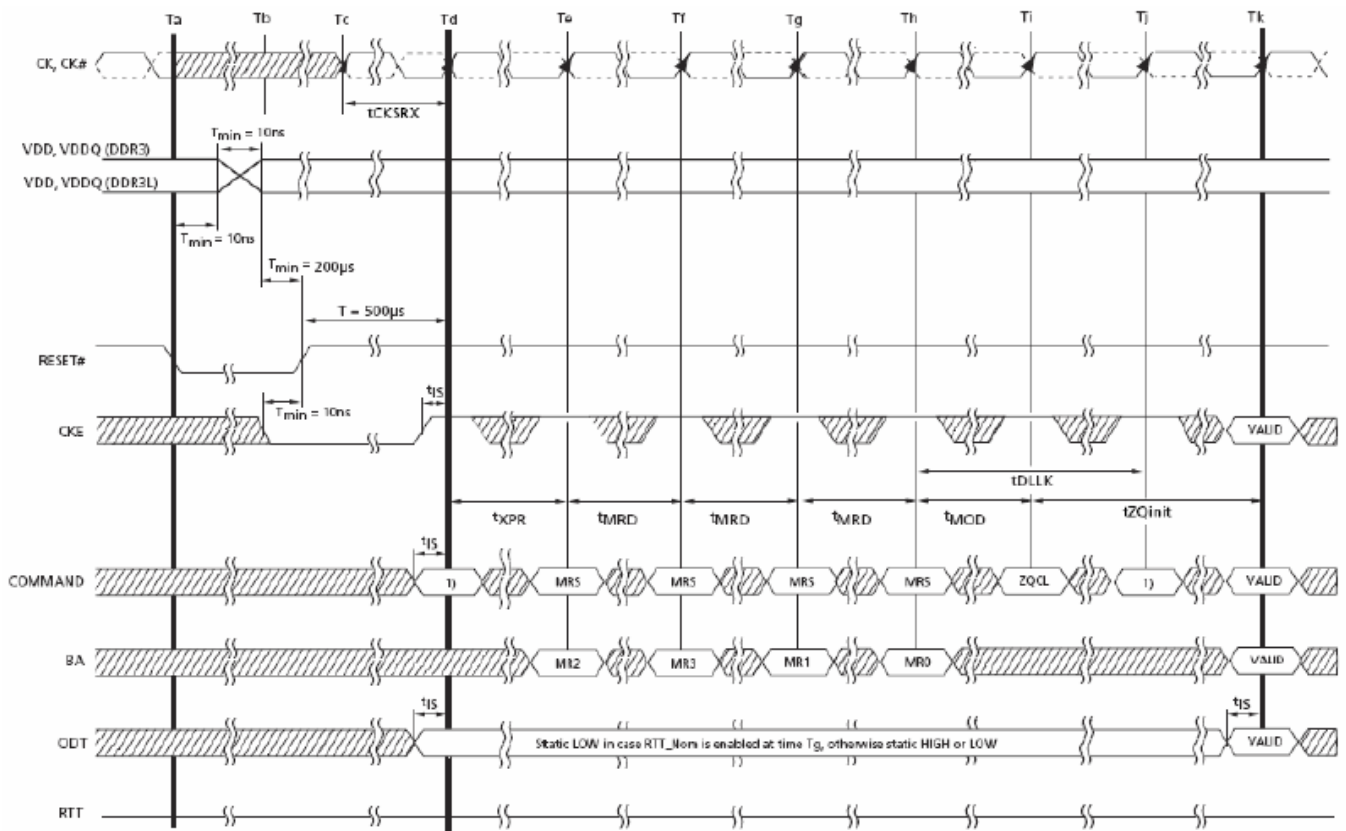 Ta Tb Tc Td Te Tf Tg Th Ti Tj Tk
CK, CK#
tCKSRX
Tmin = 10ns
VDD, VDDQ (DDR3)
VDD, VDDQ (DDR3L)
Tmin = 10ns
Tmin = 200µs
T = 500µs
RESET#
tIS
Tmin = 10ns
CKE
VALID
tDLLK
tXPR tMRD tMRD tMRD tMOD tZQinit
tIS
COMMAND 1) MRS MRS MRS MRS ZQCL 1) VALID
BA MR2 MR3 MR1 MR0 VALID
tIS tIS
ODT Static LOW in case RTT_Nom is enabled at time Tg, otherwise static HIGH or LOW VALID
RTT